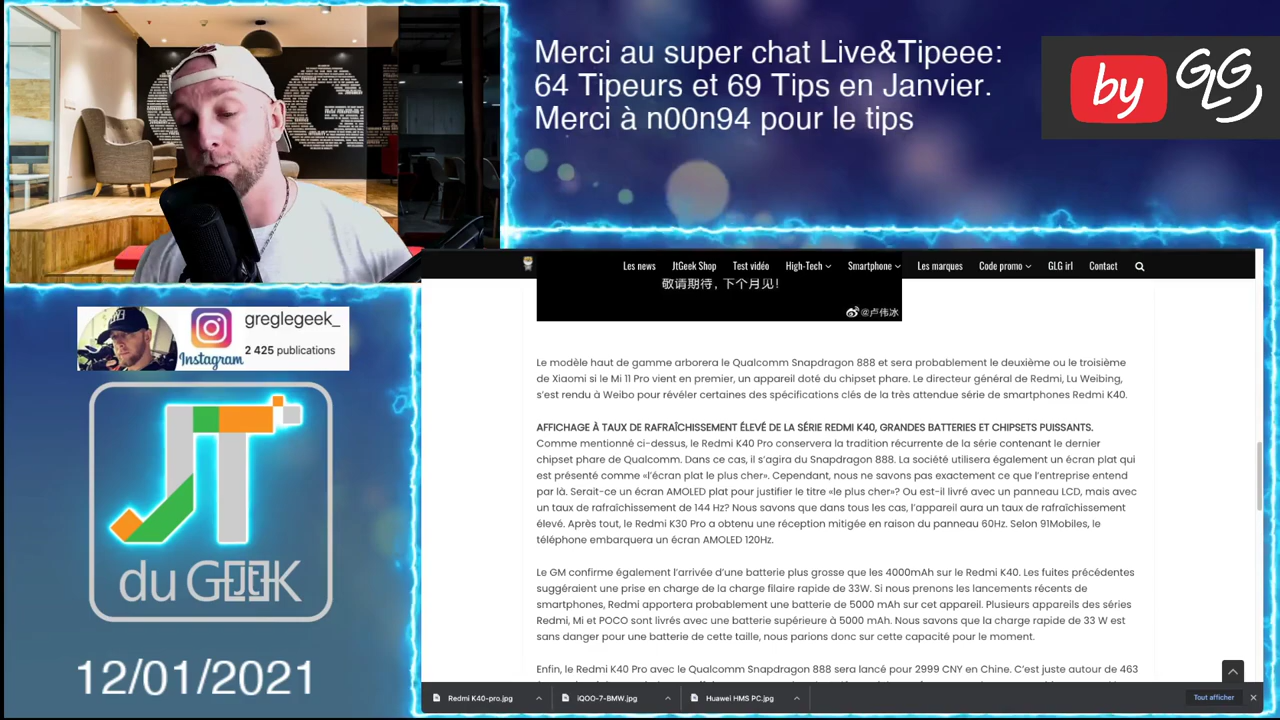 Merci au super chat Live&Tipeee:
64 Tipeurs et 69 Tips en Janvier.
Merci à n00n94 pour le tips
by GLG
Les news JtGeek Shop Test vidéo High-Tech Smartphone Les marques Code promo GLG irl Contact
敬请期待，下个月见！
@卢伟冰
greglegeek_
Instagram
2 425 publications
JT
du GEEK
12/01/2021
Le modèle haut de gamme arborera le Qualcomm Snapdragon 888 et sera probablement le deuxième ou le troisième
de Xiaomi si le Mi 11 Pro vient en premier, un appareil doté du chipset phare. Le directeur général de Redmi, Lu Weibing,
s’est rendu à Weibo pour révéler certaines des spécifications clés de la très attendue série de smartphones Redmi K40.
AFFICHAGE À TAUX DE RAFRAÎCHISSEMENT ÉLEVÉ DE LA SÉRIE REDMI K40, GRANDES BATTERIES ET CHIPSETS PUISSANTS.
Comme mentionné ci-dessus, le Redmi K40 Pro conservera la tradition récurrente de la série contenant le dernier
chipset phare de Qualcomm. Dans ce cas, il s’agira du Snapdragon 888. La société utilisera également un écran plat qui
est présenté comme «l’écran plat le plus cher». Cependant, nous ne savons pas exactement ce que l’entreprise entend
par là. Serait-ce un écran AMOLED plat pour justifier le titre «le plus cher»? Ou est-il livré avec un panneau LCD, mais avec
un taux de rafraîchissement de 144 Hz? Nous savons que dans tous les cas, l’appareil aura un taux de rafraîchissement
élevé. Après tout, le Redmi K30 Pro a obtenu une réception mitigée en raison du panneau 60Hz. Selon 91Mobiles, le
téléphone embarquera un écran AMOLED 120Hz.
Le GM confirme également l’arrivée d’une batterie plus grosse que les 4000mAh sur le Redmi K40. Les fuites précédentes
suggéraient une prise en charge de la charge filaire rapide de 33W. Si nous prenons les lancements récents de
smartphones, Redmi apportera probablement une batterie de 5000 mAh sur cet appareil. Plusieurs appareils des séries
Redmi, Mi et POCO sont livrés avec une batterie supérieure à 5000 mAh. Nous savons que la charge rapide de 33 W est
sans danger pour une batterie de cette taille, nous parions donc sur cette capacité pour le moment.
Enfin, le Redmi K40 Pro avec le Qualcomm Snapdragon 888 sera lancé pour 2999 CNY en Chine. C’est juste autour de 463
Redmi K40-pro.jpg iQOO-7-BMW.jpg Huawei HMS PC.jpg Tout afficher